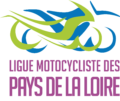 LIGUE MOTOCYCLISTE DES
PAYS DE LA LOIRE